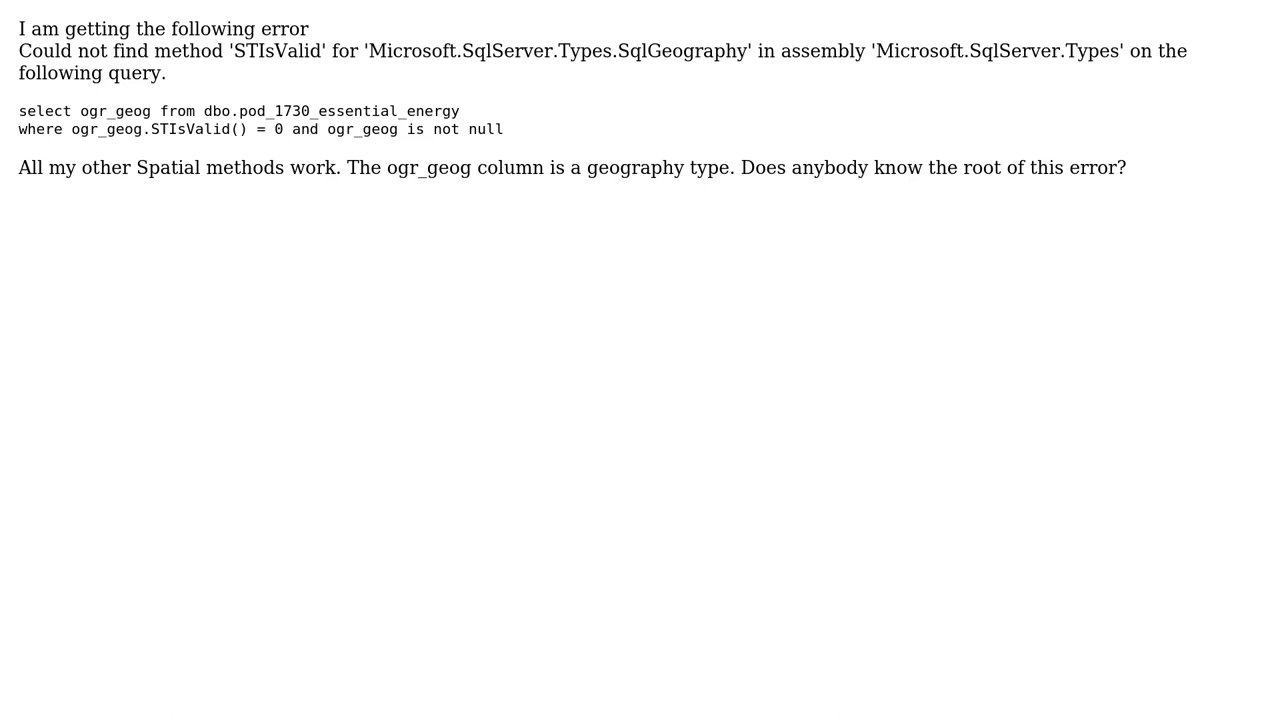 I am getting the following error
Could not find method 'STIsValid' for 'Microsoft.SqlServer.Types.SqlGeography' in assembly 'Microsoft.SqlServer.Types' on the
following query.
select ogr_geog from dbo.pod_1730_essential_energy
where ogr_geog.STIsValid() = 0 and ogr_geog is not null
All my other Spatial methods work. The ogr_geog column is a geography type. Does anybody know the root of this error?